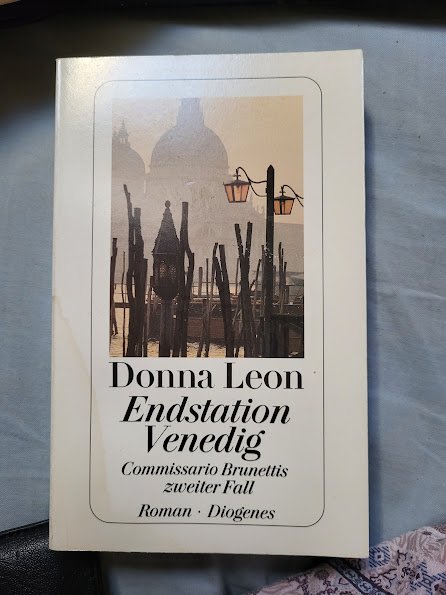 Donna Leon
Endstation
Venedig
Commissario Brunettis
zweiter Fall
Roman · Diogenes